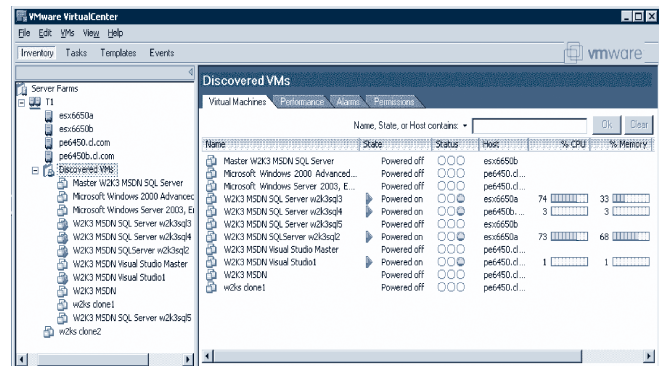 VMware VirtualCenter
File Edit VMs View Help
Inventory Tasks Templates Events
vmware
Server Farms
T1
esx6650a
esx6650b
pe6450.cl.com
pe6450b.cl.com
Discovered VMs
Master W2K3 MSDN SQL Server
Microsoft Windows 2000 Advanced
Microsoft Windows Server 2003, E
W2K3 MSDN SQL Server w2k3sql3
W2K3 MSDN SQL Server w2k3sql4
W2K3 MSDN SQLServer w2k3sql2
W2K3 MSDN Visual Studio Master
W2K3 MSDN Visual Studio1
W2K3 MSDN
w2ks clone1
W2K3 MSDN SQL Server w2k3sql5
w2ks clone2
Discovered VMs
Virtual Machines Performance Alarms Permissions
Name, State, or Host contains: Ok Clear
Name State Status Host % CPU % Memory
Master W2K3 MSDN SQL Server Powered off esx6650b
Microsoft Windows 2000 Advanced... Powered off pe6450.cl...
Microsoft Windows Server 2003, E... Powered off pe6450.cl...
W2K3 MSDN SQL Server w2k3sql3 Powered on esx6650a 74 33
W2K3 MSDN SQL Server w2k3sql4 Powered on pe6450b.... 3 3
W2K3 MSDN SQL Server w2k3sql5 Powered off esx6650b
W2K3 MSDN SQLServer w2k3sql2 Powered on esx6650a 73 68
W2K3 MSDN Visual Studio Master Powered off pe6450.cl...
W2K3 MSDN Visual Studio1 Powered on pe6450.cl... 1 1
W2K3 MSDN Powered off pe6450.cl...
w2ks clone1 Powered off pe6450.cl...